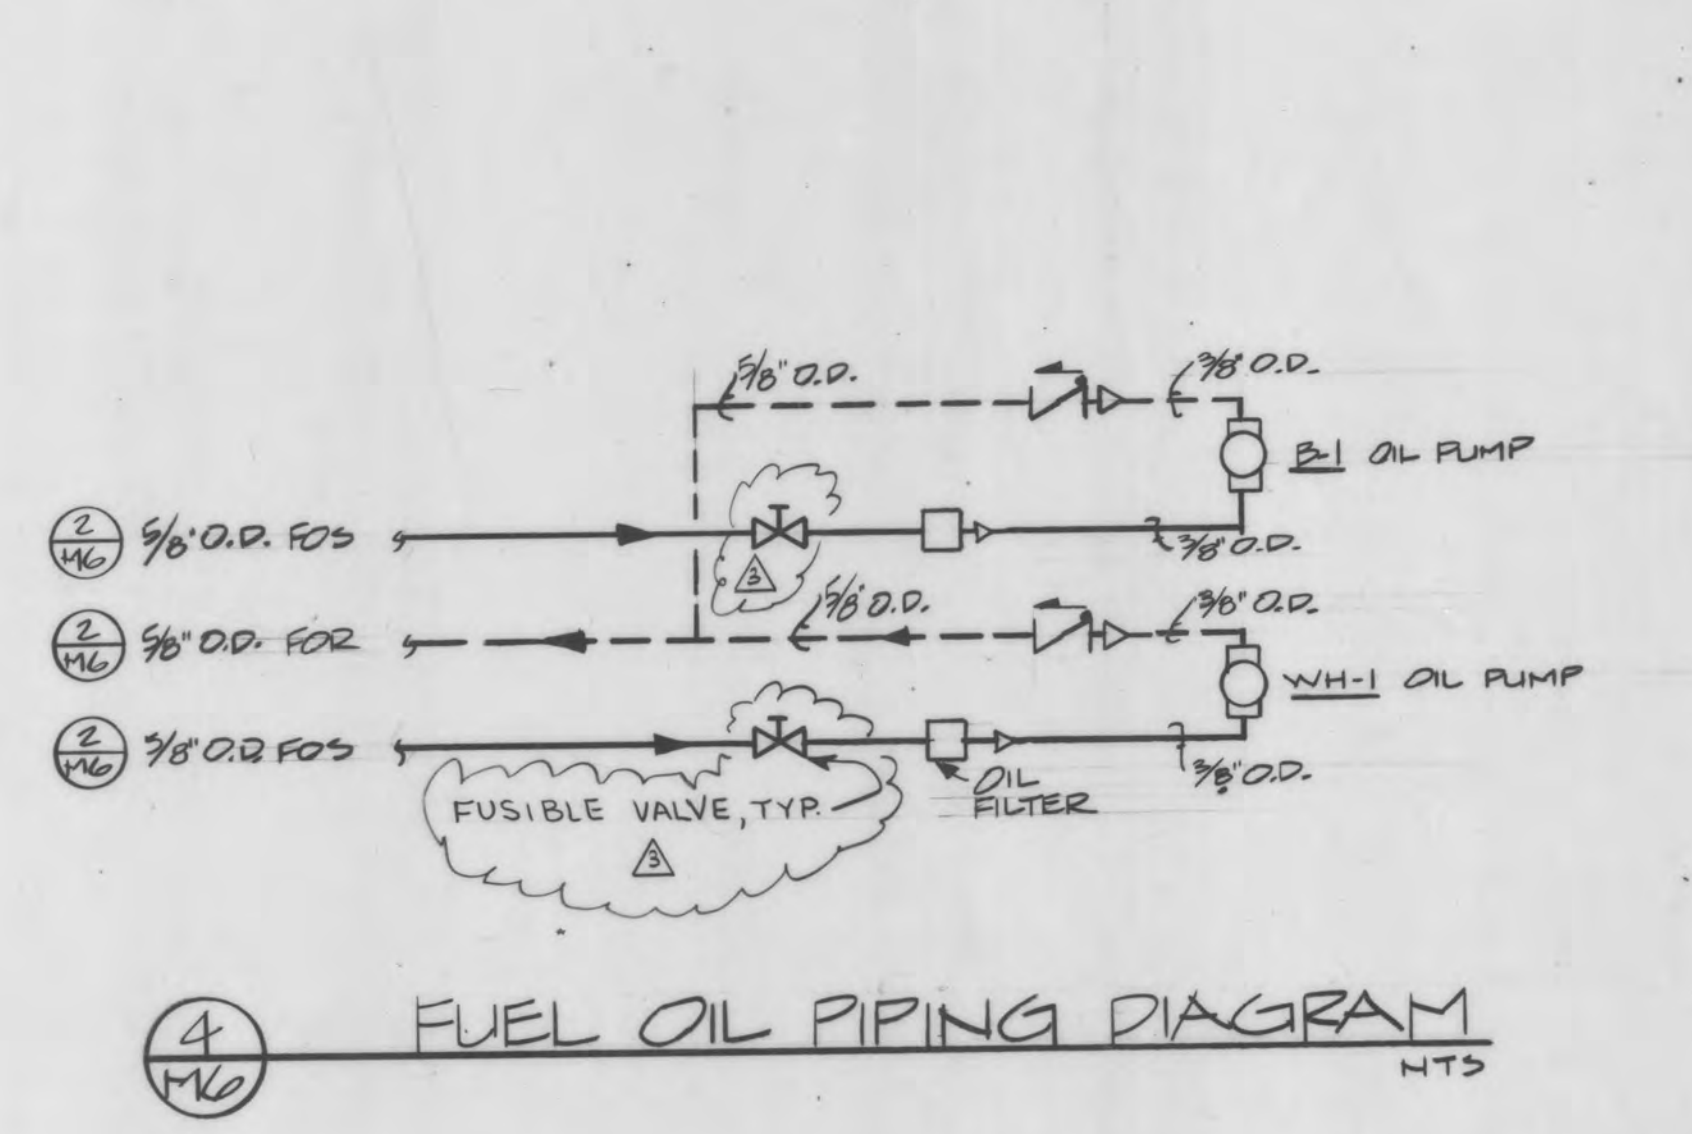 5/8" O.D.
3/8" O.D.
B-1 OIL PUMP
2
M6
5/8" O.D. FOS
3/8" O.D.
3
5/8" O.D.
3/8" O.D.
2
M6
5/8" O.D. FOR
WH-1 OIL PUMP
2
M6
5/8" O.D. FOS
3/8" O.D.
OIL
FILTER
FUSIBLE VALVE, TYP.
3
4
M6
FUEL OIL PIPING DIAGRAM
NTS